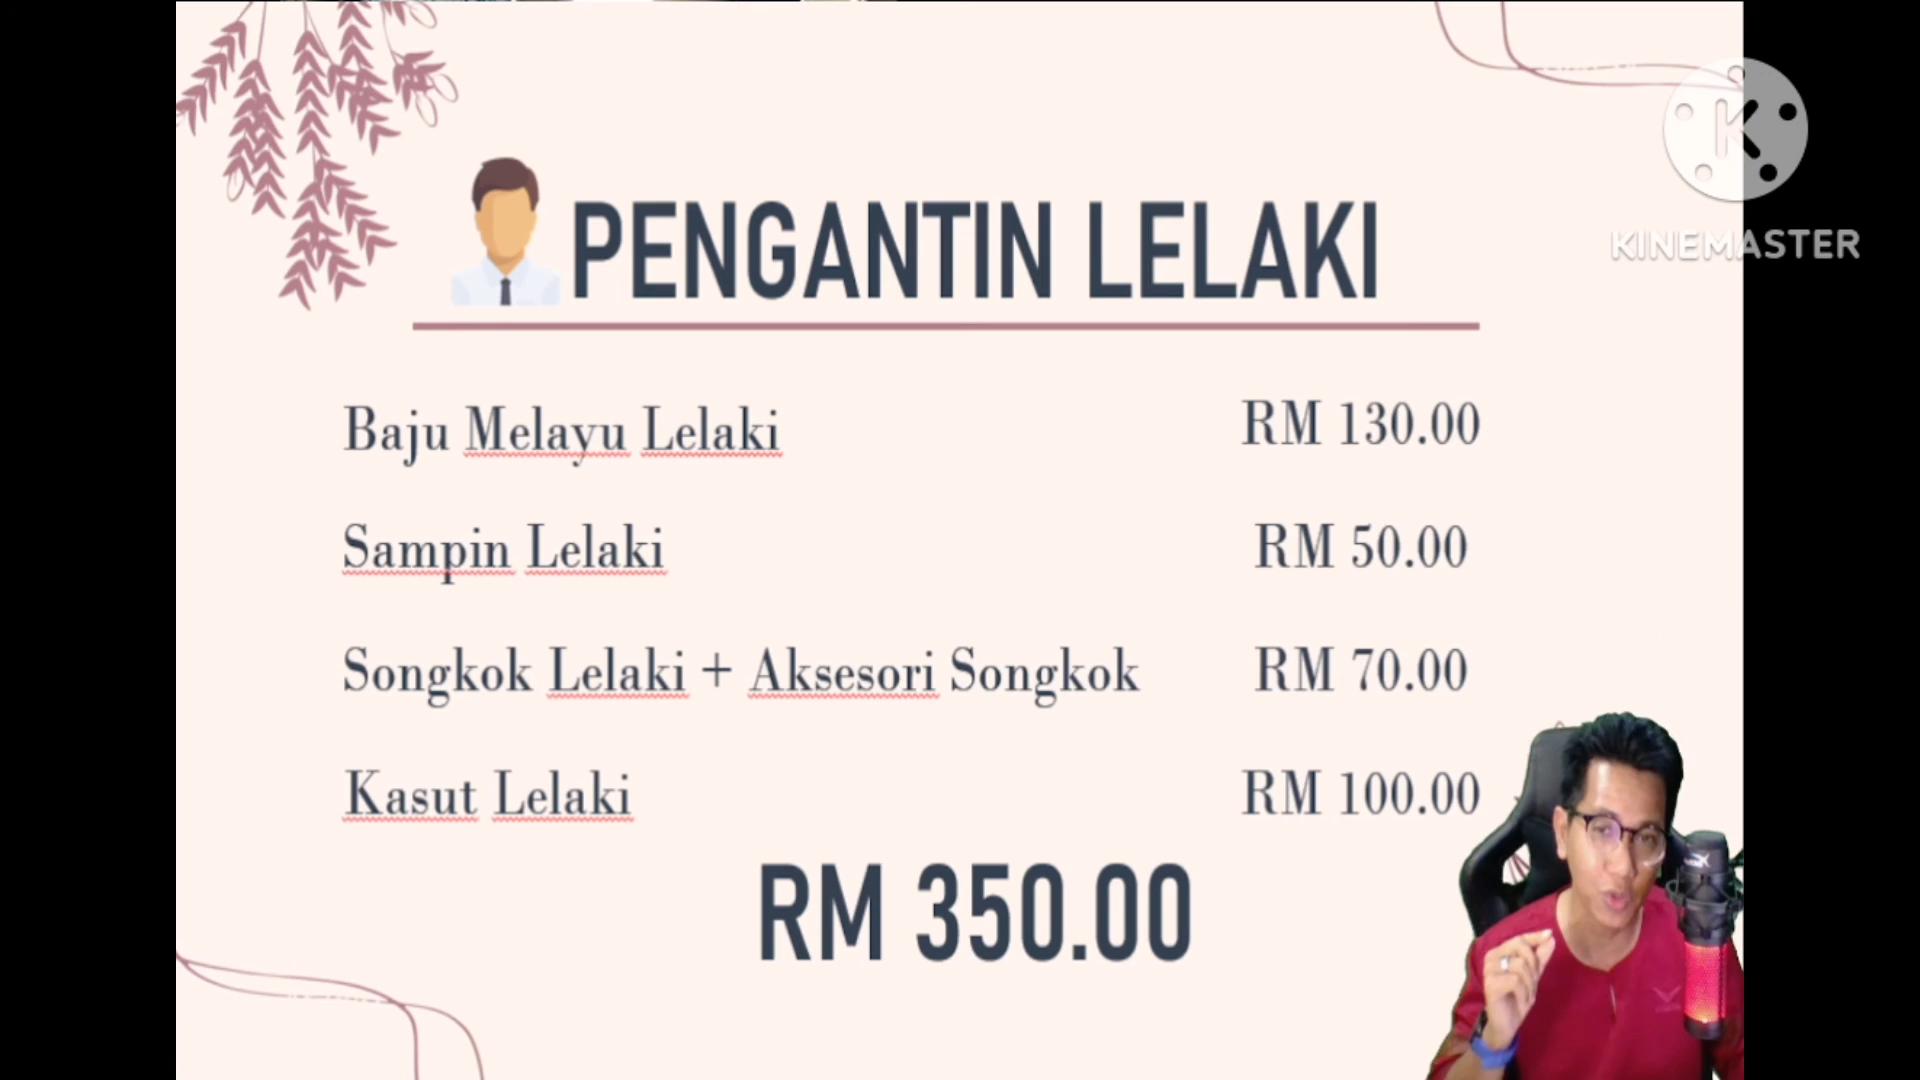 KINEMASTER
PENGANTIN LELAKI
Baju Melayu Lelaki RM 130.00
Sampin Lelaki RM 50.00
Songkok Lelaki + Aksesori Songkok RM 70.00
Kasut Lelaki RM 100.00
RM 350.00